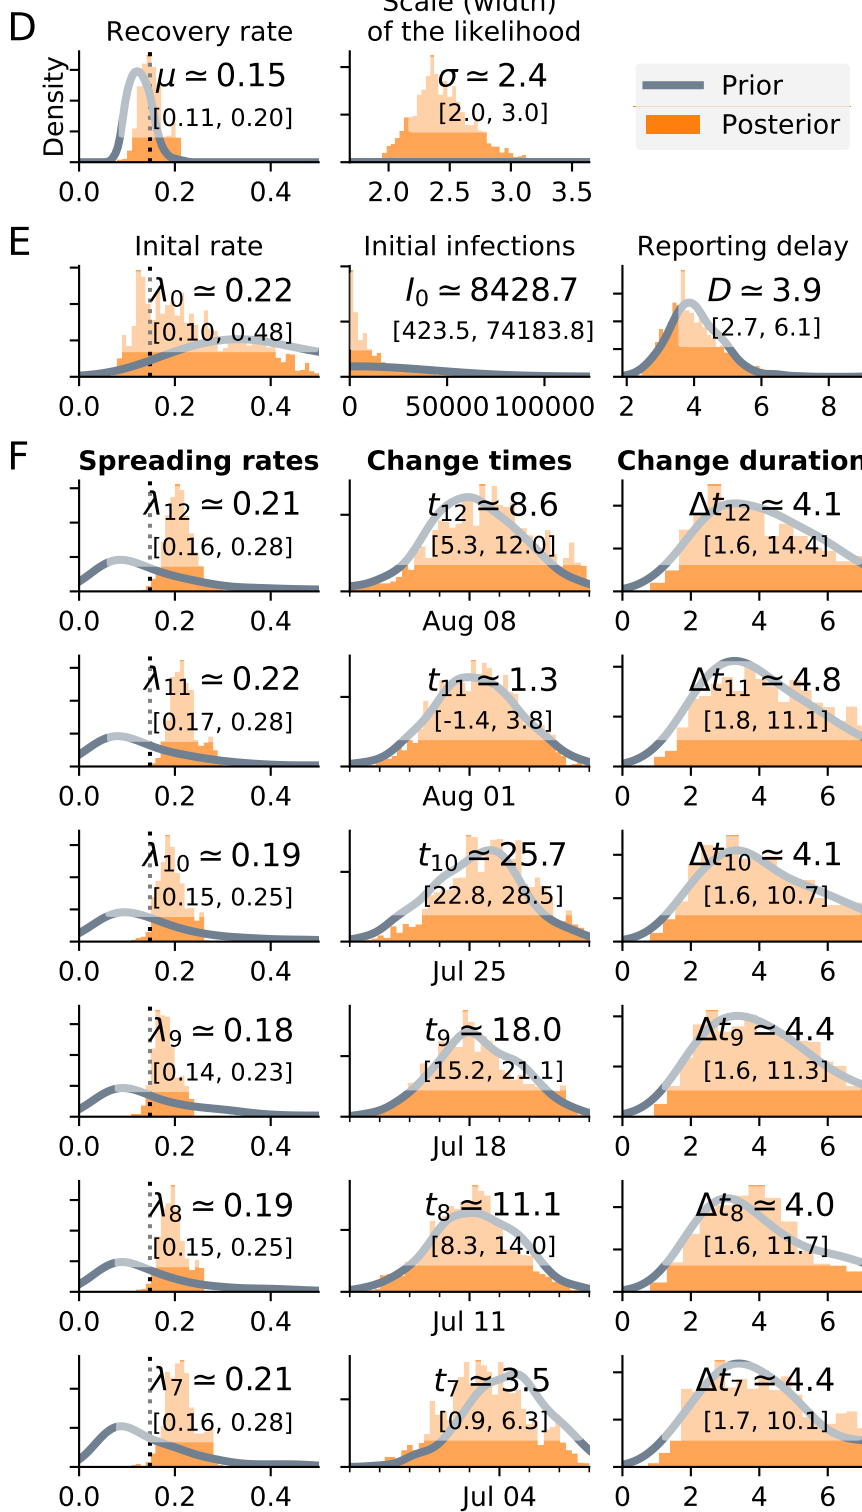 D
Scale (width)
Recovery rate
of the likelihood
Density
μ ≃ 0.15
[0.11, 0.20]
σ ≃ 2.4
[2.0, 3.0]
Prior
Posterior
0.0 0.2 0.4
2.0 2.5 3.0 3.5
E
Inital rate
Initial infections
Reporting delay
λ0 ≃ 0.22
[0.10, 0.48]
I0 ≃ 8428.7
[423.5, 74183.8]
D ≃ 3.9
[2.7, 6.1]
0.0 0.2 0.4
0 50000 100000
2 4 6 8
F
Spreading rates
Change times
Change duration
λ12 ≃ 0.21
[0.16, 0.28]
t12 ≃ 8.6
[5.3, 12.0]
Δt12 ≃ 4.1
[1.6, 14.4]
0.0 0.2 0.4
Aug 08
0 2 4 6
λ11 ≃ 0.22
[0.17, 0.28]
t11 ≃ 1.3
[-1.4, 3.8]
Δt11 ≃ 4.8
[1.8, 11.1]
0.0 0.2 0.4
Aug 01
0 2 4 6
λ10 ≃ 0.19
[0.15, 0.25]
t10 ≃ 25.7
[22.8, 28.5]
Δt10 ≃ 4.1
[1.6, 10.7]
0.0 0.2 0.4
Jul 25
0 2 4 6
λ9 ≃ 0.18
[0.14, 0.23]
t9 ≃ 18.0
[15.2, 21.1]
Δt9 ≃ 4.4
[1.6, 11.3]
0.0 0.2 0.4
Jul 18
0 2 4 6
λ8 ≃ 0.19
[0.15, 0.25]
t8 ≃ 11.1
[8.3, 14.0]
Δt8 ≃ 4.0
[1.6, 11.7]
0.0 0.2 0.4
Jul 11
0 2 4 6
λ7 ≃ 0.21
[0.16, 0.28]
t7 ≃ 3.5
[0.9, 6.3]
Δt7 ≃ 4.4
[1.7, 10.1]
0.0 0.2 0.4
Jul 04
0 2 4 6